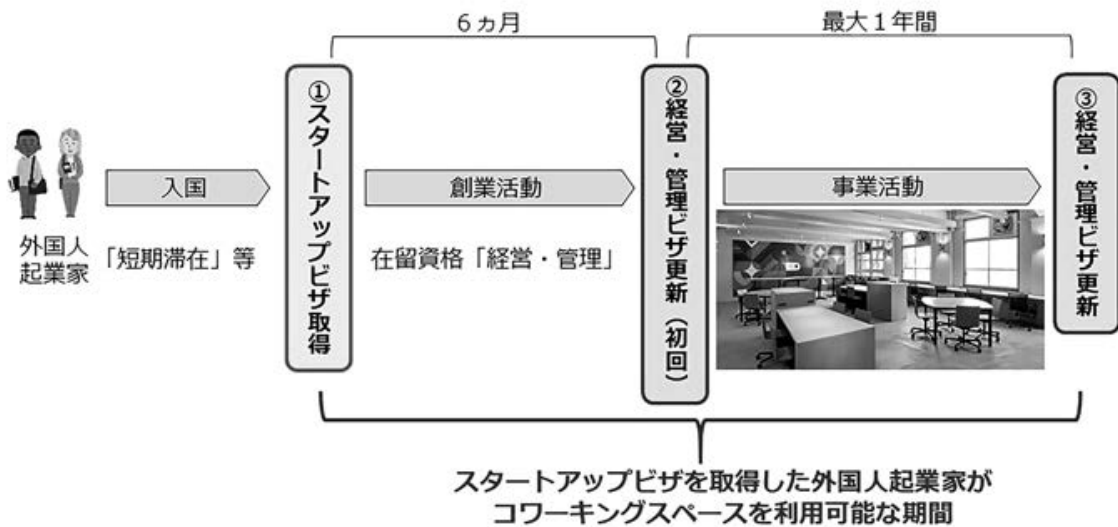 6ヵ月
最大1年間
①スタートアップビザ取得
②経営・管理ビザ更新（初回）
③経営・管理ビザ更新
入国
創業活動
事業活動
外国人
起業家
「短期滞在」等
在留資格「経営・管理」
スタートアップビザを取得した外国人起業家が
コワーキングスペースを利用可能な期間